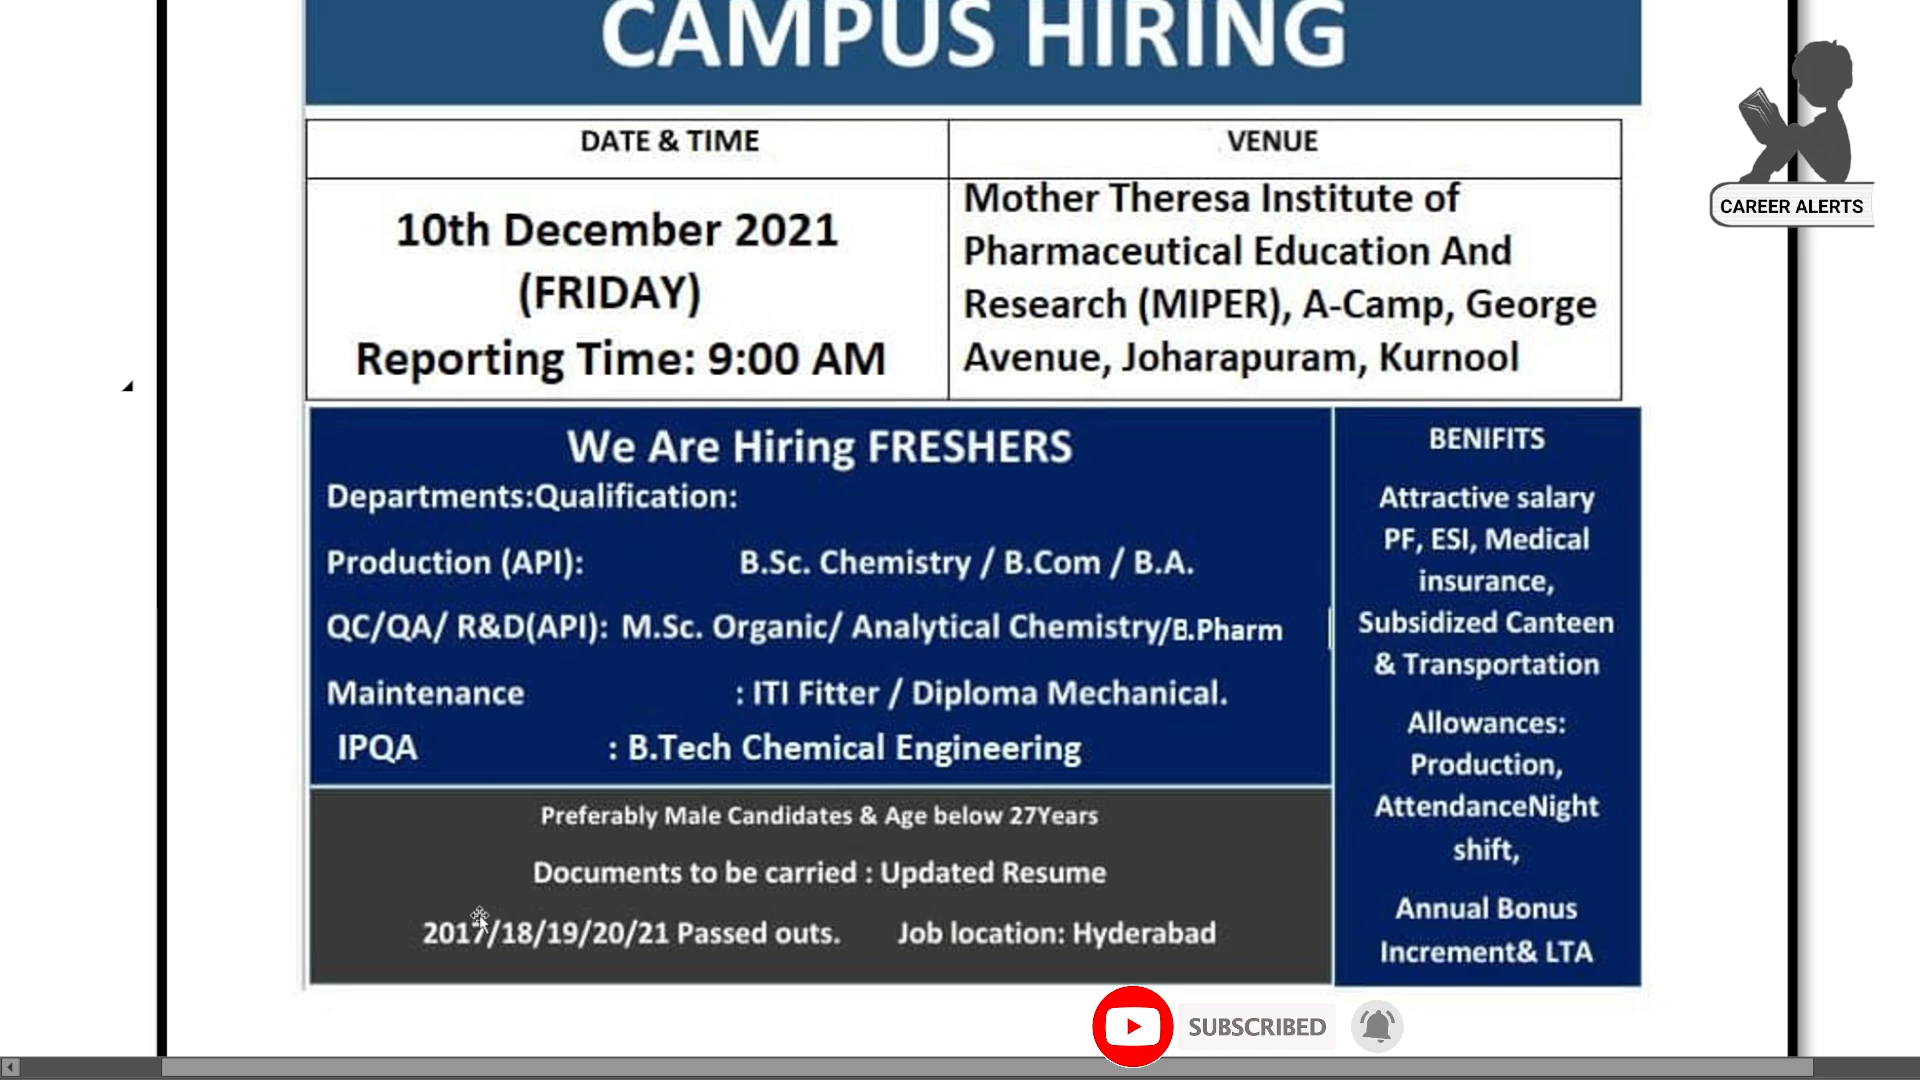 CAMPUS HIRING
DATE & TIME
VENUE
10th December 2021
(FRIDAY)
Reporting Time: 9:00 AM
Mother Theresa Institute of
Pharmaceutical Education And
Research (MIPER), A-Camp, George
Avenue, Joharapuram, Kurnool
CAREER ALERTS
We Are Hiring FRESHERS
Departments:Qualification:
Production (API): B.Sc. Chemistry / B.Com / B.A.
QC/QA/ R&D(API): M.Sc. Organic/ Analytical Chemistry/B.Pharm
Maintenance : ITI Fitter / Diploma Mechanical.
IPQA : B.Tech Chemical Engineering
Preferably Male Candidates & Age below 27Years
Documents to be carried : Updated Resume
2017/18/19/20/21 Passed outs. Job location: Hyderabad
BENIFITS
Attractive salary
PF, ESI, Medical
insurance,
Subsidized Canteen
& Transportation
Allowances:
Production,
AttendanceNight
shift,
Annual Bonus
Increment& LTA
SUBSCRIBED